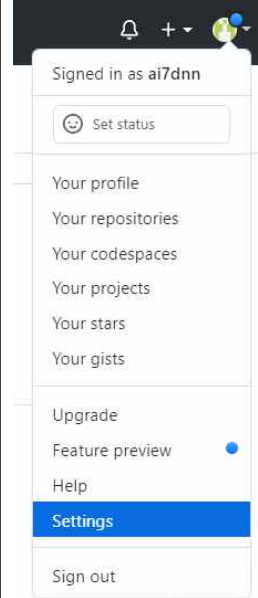 Signed in as ai7dnn
Set status
Your profile
Your repositories
Your codespaces
Your projects
Your stars
Your gists
Upgrade
Feature preview
Help
Settings
Sign out